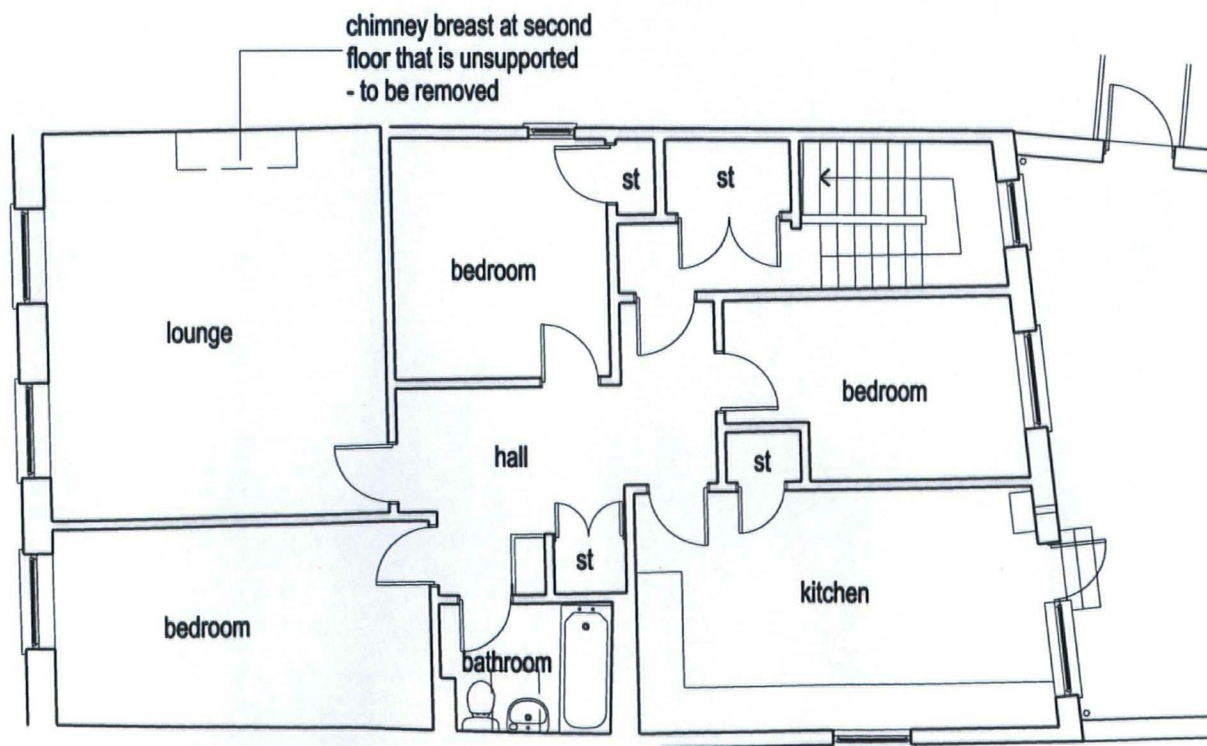 chimney breast at second
floor that is unsupported
- to be removed
st
st
bedroom
lounge
bedroom
hall
st
st
kitchen
bedroom
bathroom